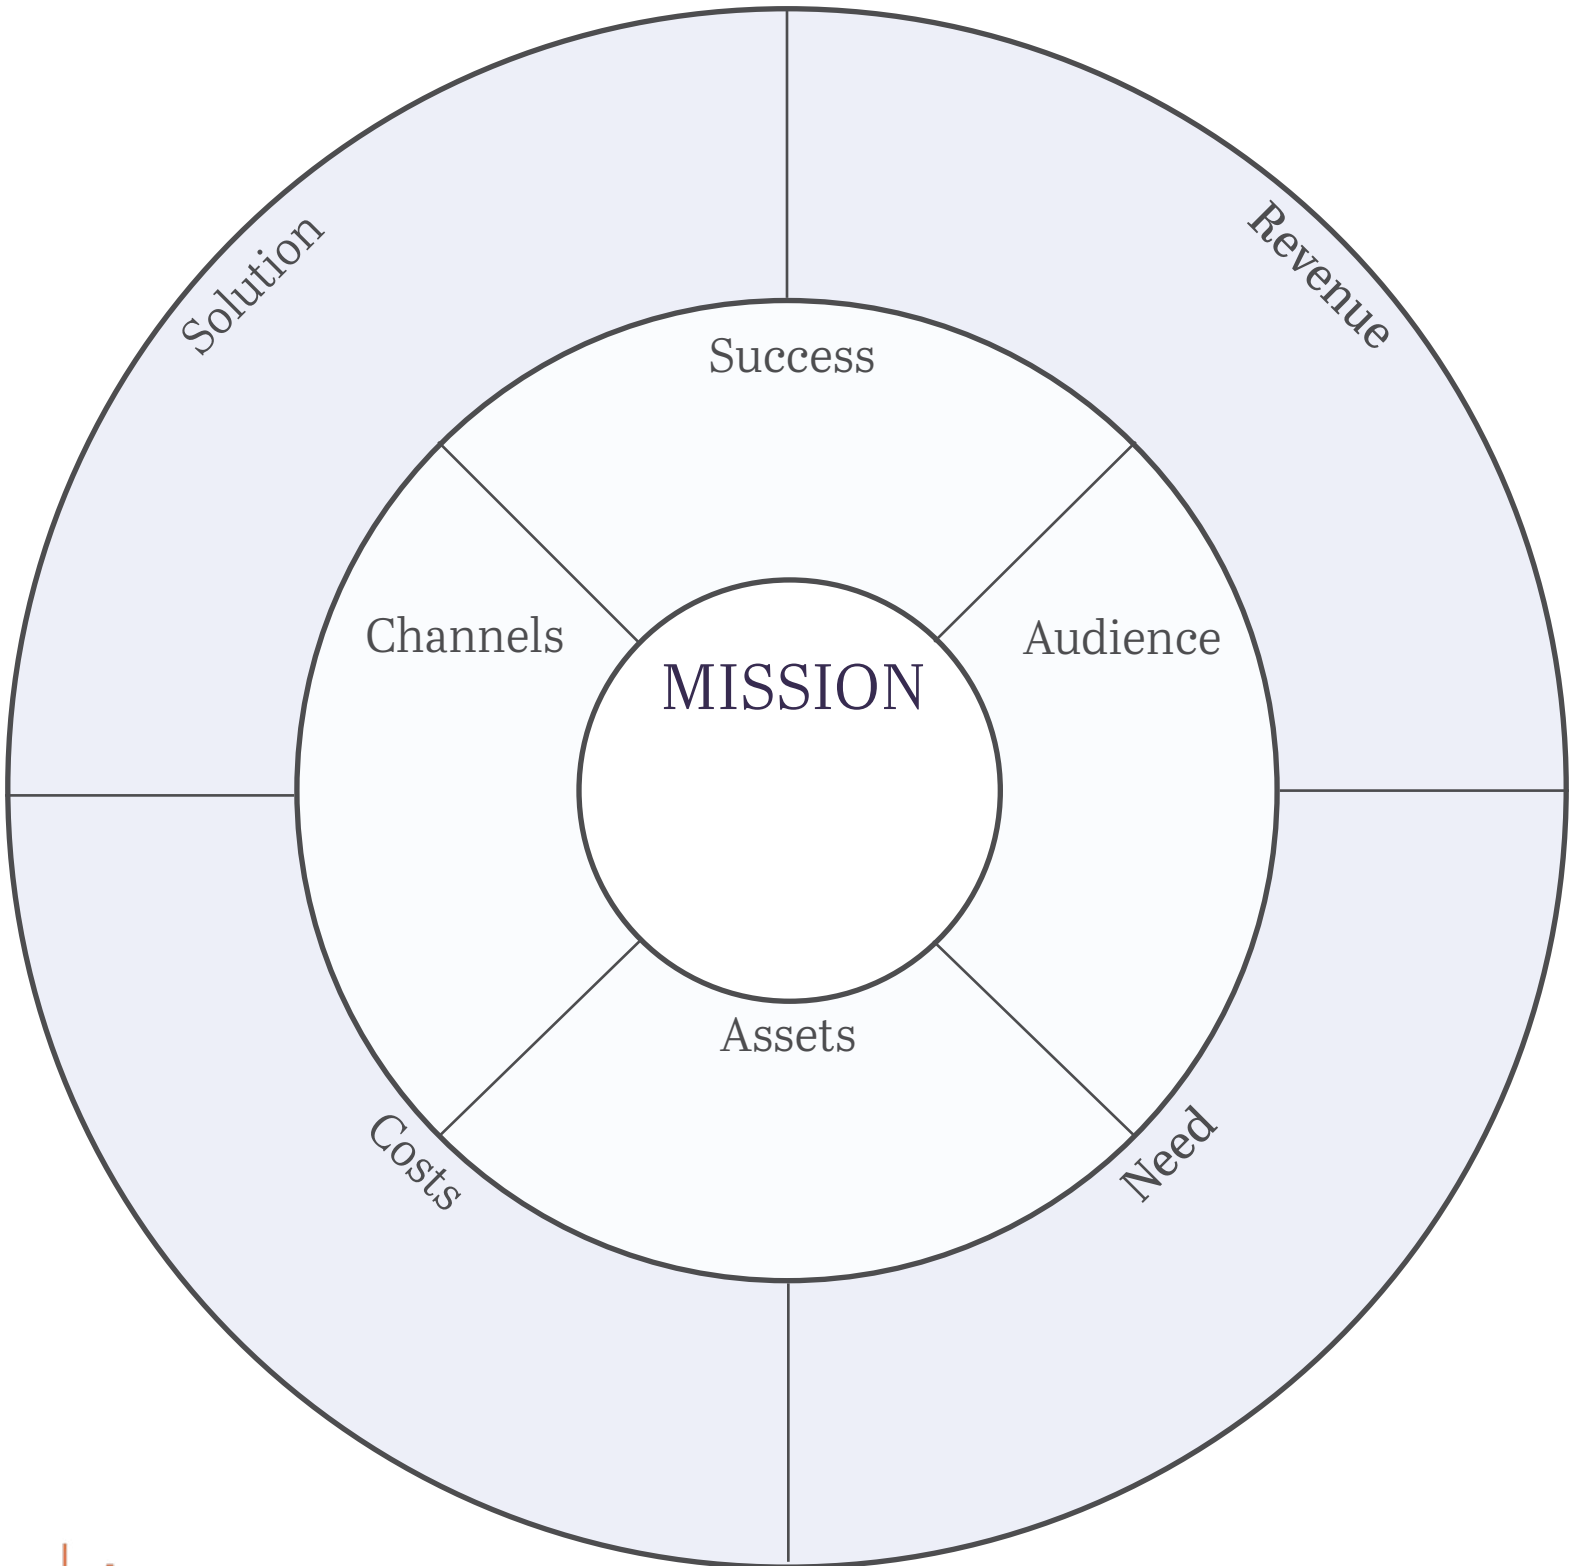 Solution
Revenue
Success
Channels
Audience
MISSION
Assets
Costs
Need